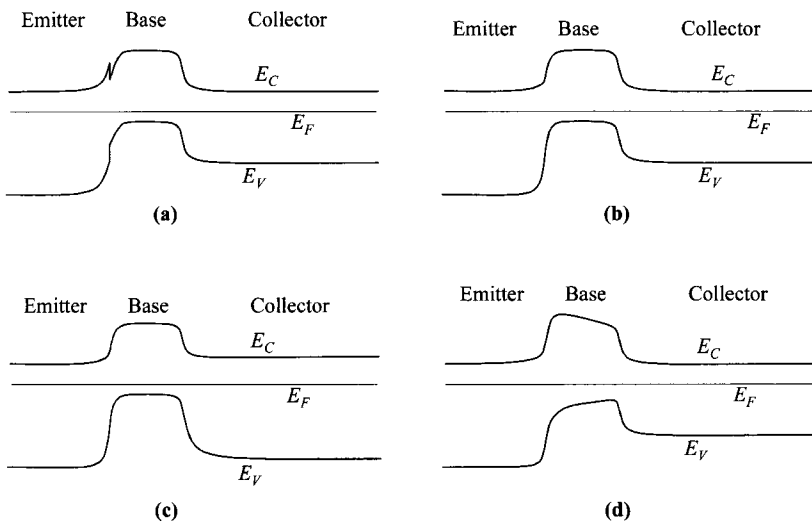 Emitter Base Collector
E_C
E_F
E_V
(a)
Emitter Base Collector
E_C
E_F
E_V
(b)
Emitter Base Collector
E_C
E_F
E_V
(c)
Emitter Base Collector
E_C
E_F
E_V
(d)